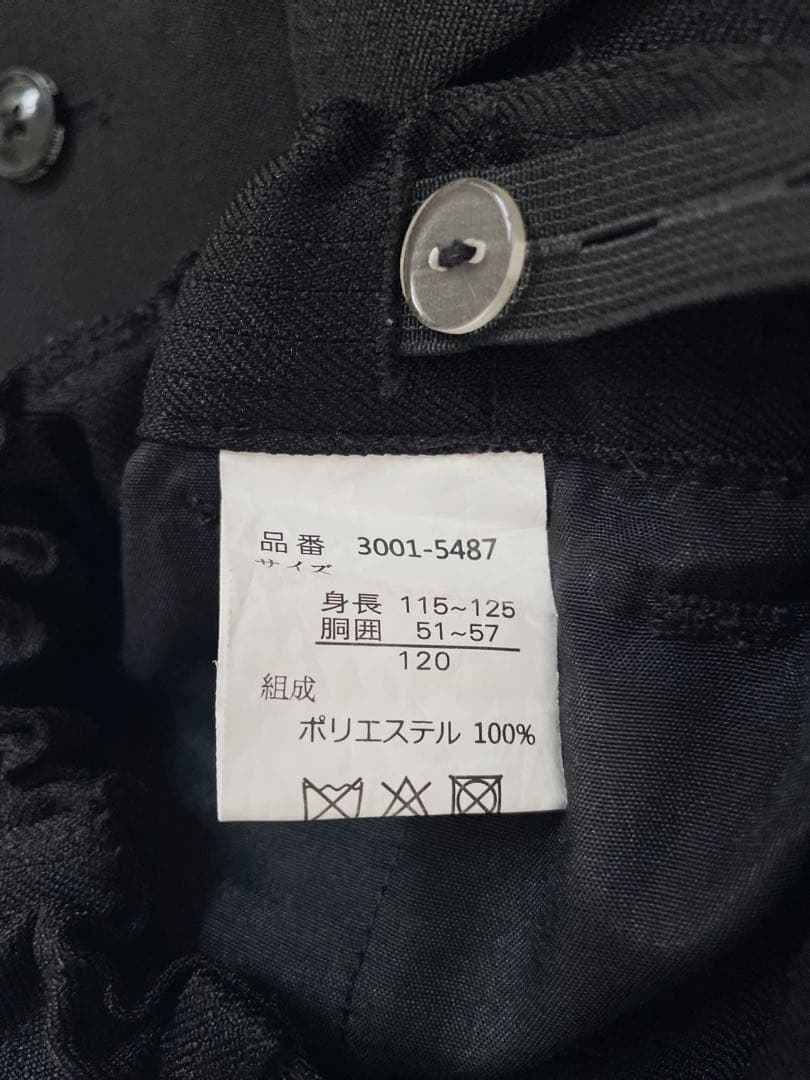 品番 3001-5487
サイズ
身長 115~125
胴囲 51~57
120
組成
ポリエステル 100%